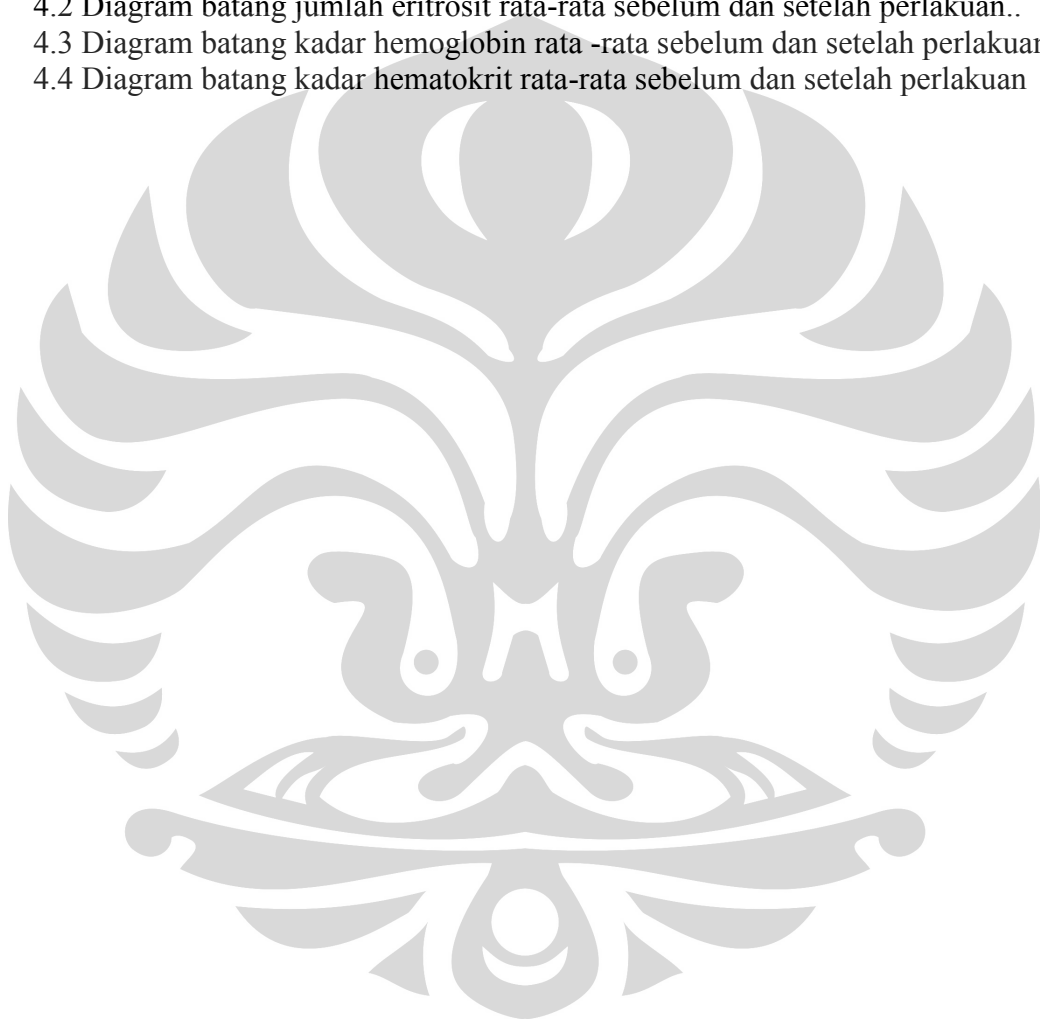 4.2 Diagram batang jumlah eritrosit rata-rata sebelum dan setelah perlakuan..
4.3 Diagram batang kadar hemoglobin rata -rata sebelum dan setelah perlakuan
4.4 Diagram batang kadar hematokrit rata-rata sebelum dan setelah perlakuan